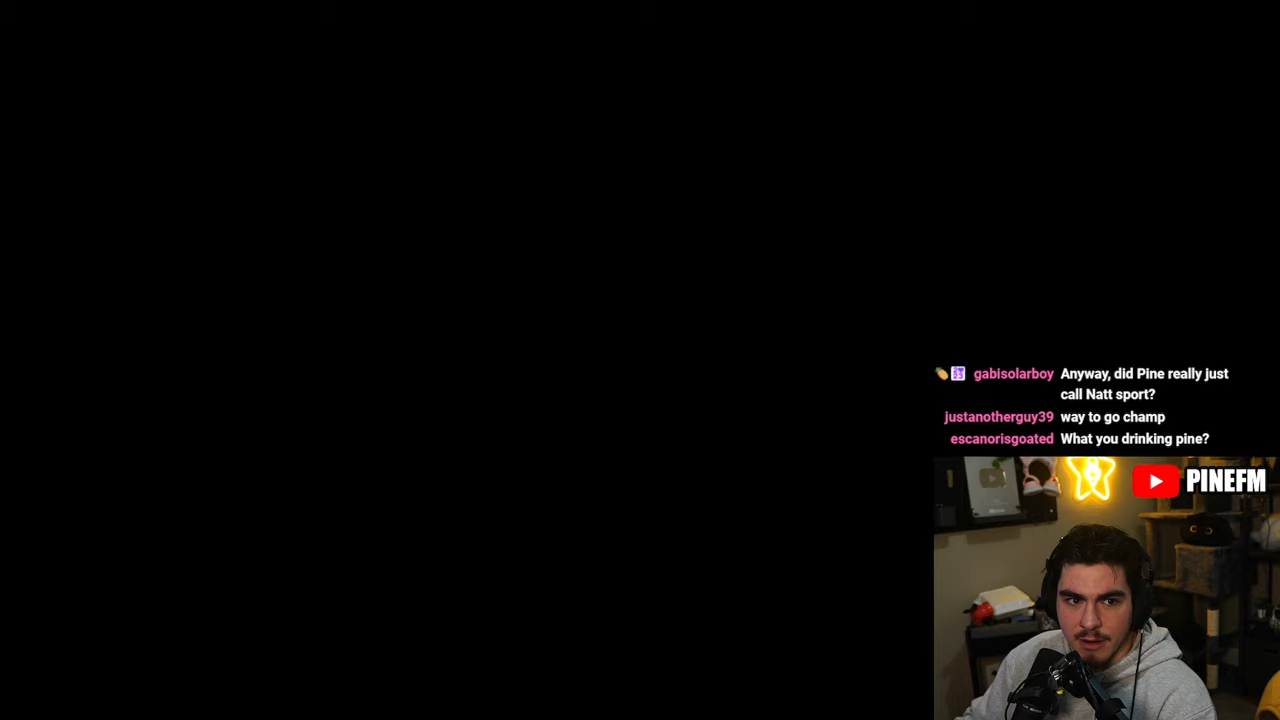 gabisolarboy Anyway, did Pine really just
call Natt sport?
justanotherguy39 way to go champ
escanorisgoated What you drinking pine?
PINEFM